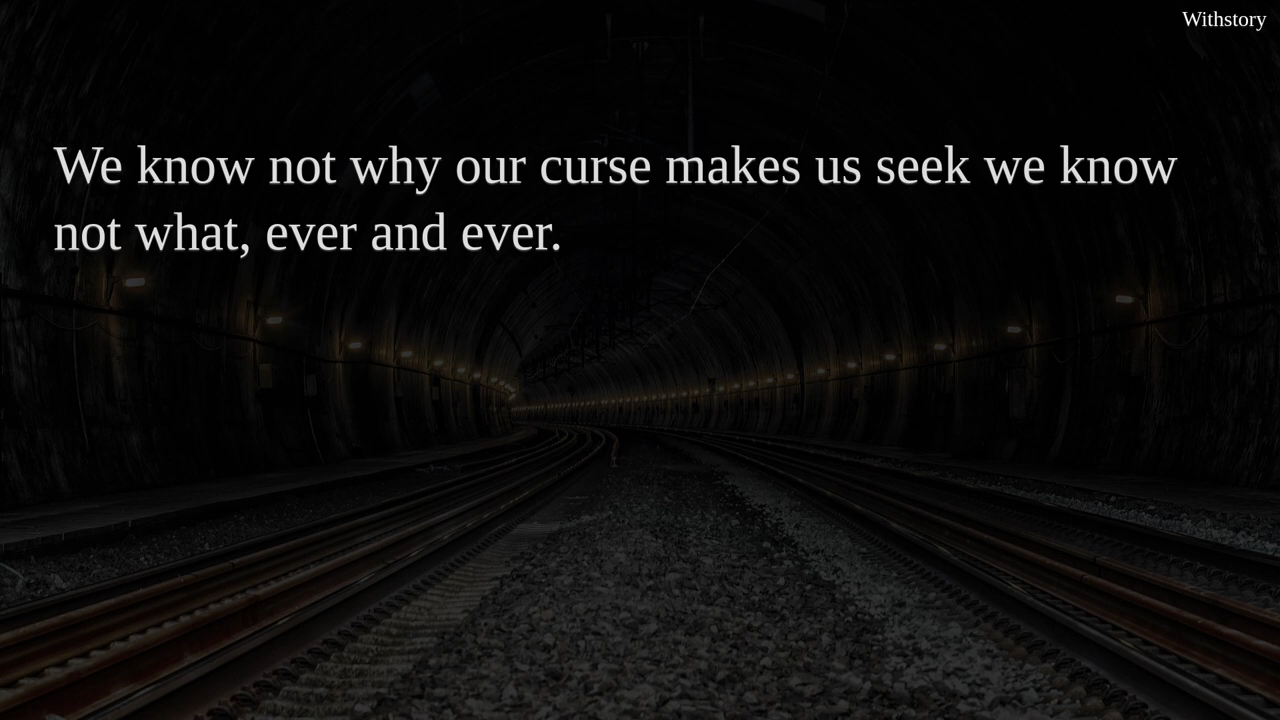 Withstory
We know not why our curse makes us seek we know
not what, ever and ever.